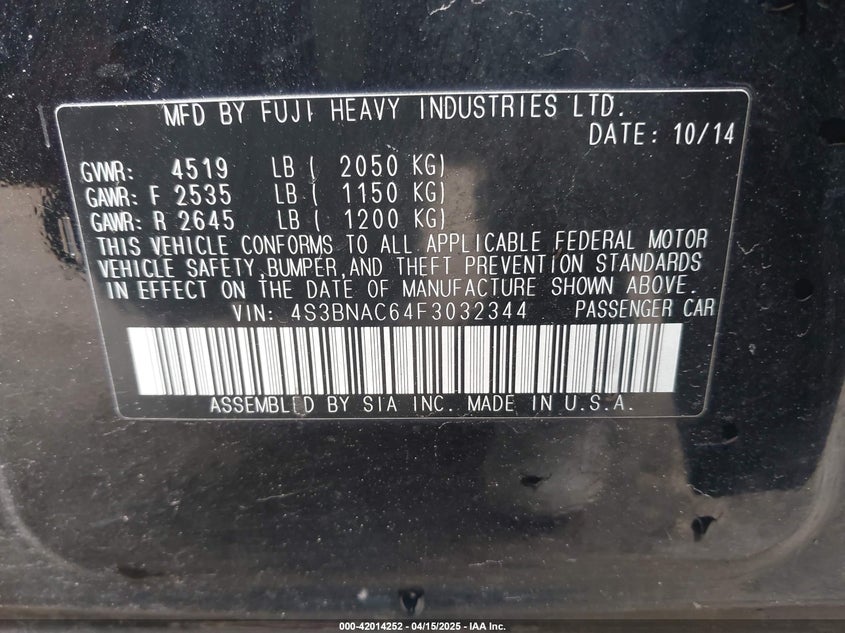 MFD BY FUJI HEAVY INDUSTRIES LTD.
DATE: 10/14
GVWR: 4519 LB ( 2050 KG)
GAWR: F 2535 LB ( 1150 KG)
GAWR: R 2645 LB ( 1200 KG)
THIS VEHICLE CONFORMS TO ALL APPLICABLE FEDERAL MOTOR
VEHICLE SAFETY,BUMPER,AND THEFT PREVENTION STANDARDS
IN EFFECT ON THE DATE OF MANUFACTURE SHOWN ABOVE.
VIN: 4S3BNAC64F3032344 PASSENGER CAR
ASSEMBLED BY SIA INC. MADE IN U.S.A.
000-42014252 - 04/15/2025 - IAA Inc.